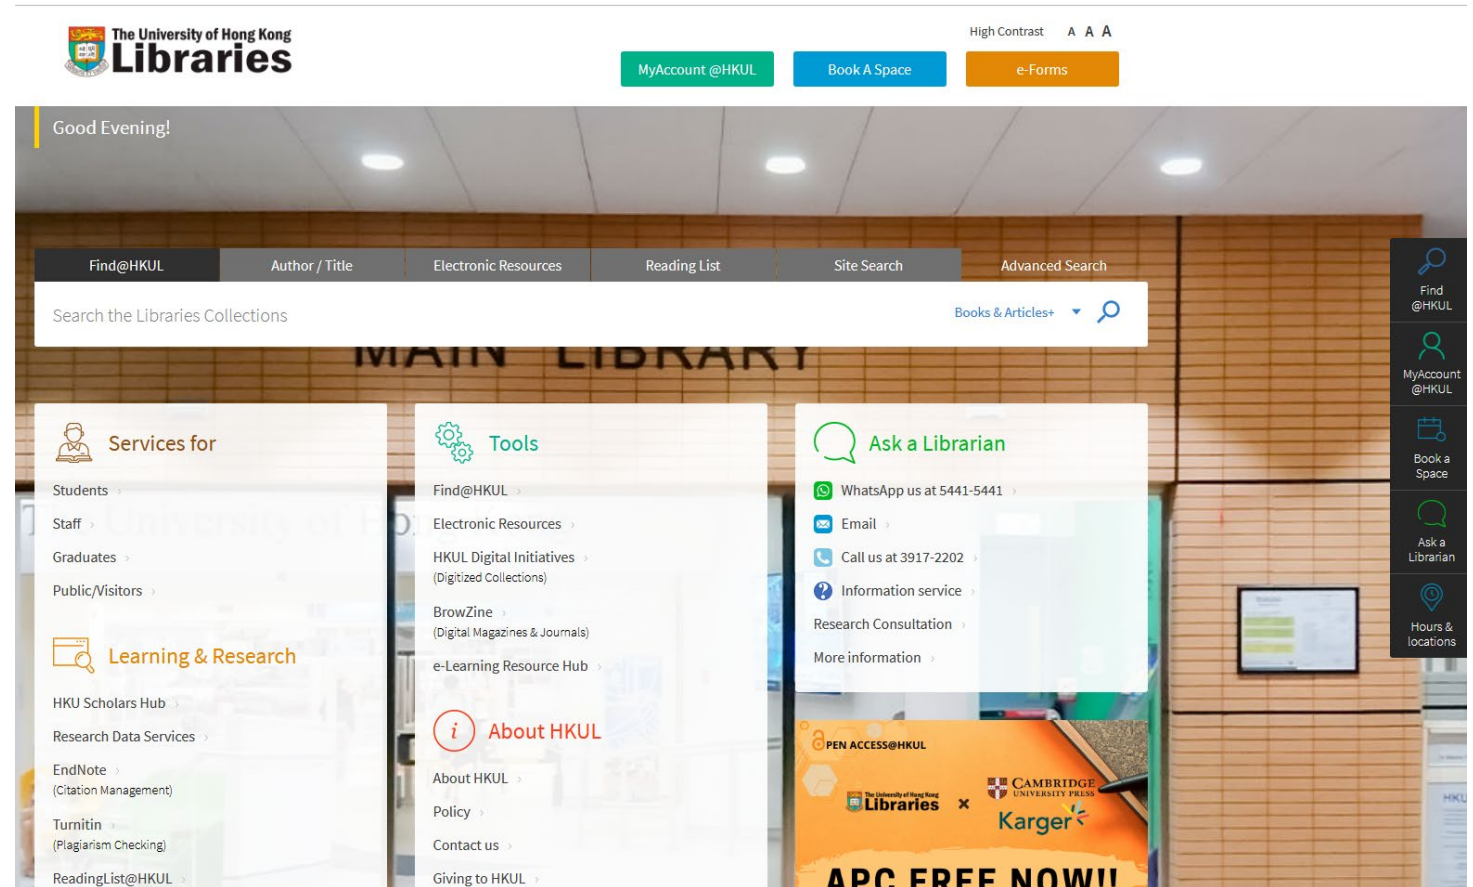 The University of Hong Kong
Libraries
High Contrast A A A
MyAccount @HKUL
Book A Space
e-Forms
Good Evening!
Find@HKUL
Author / Title
Electronic Resources
Reading List
Site Search
Advanced Search
Search the Libraries Collections
Books & Articles+
MAIN LIBRARY
Services for
Students
Staff
Graduates
Public/Visitors
Learning & Research
HKU Scholars Hub
Research Data Services
EndNote
(Citation Management)
Turnitin
(Plagiarism Checking)
ReadingList@HKUL
Tools
Find@HKUL
Electronic Resources
HKUL Digital Initiatives
(Digitized Collections)
BrowZine
(Digital Magazines & Journals)
e-Learning Resource Hub
About HKUL
About HKUL
Policy
Contact us
Giving to HKUL
Ask a Librarian
WhatsApp us at 5441-5441
Email
Call us at 3917-2202
Information service
Research Consultation
More information
OPEN ACCESS@HKUL
The University of Hong Kong
Libraries
×
CAMBRIDGE
UNIVERSITY PRESS
Karger
APC FREE NOW!!
Find
@HKUL
MyAccount
@HKUL
Book a
Space
Ask a
Librarian
Hours &
locations
HKU